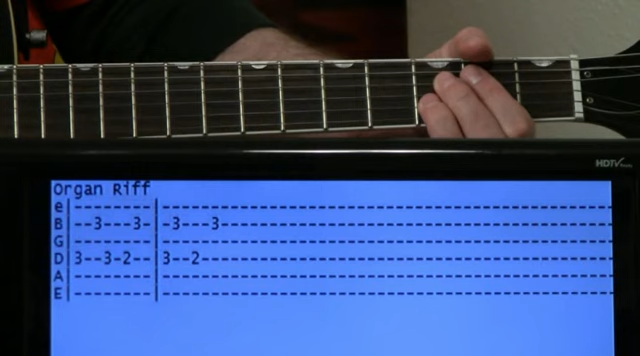 HDTV
Organ Riff
e|-------|---------------------------------------
B|--3---3-|-3---3--------------------------------
G|-------|---------------------------------------
D|3--3-2--|3--2----------------------------------
A|-------|---------------------------------------
E|-------|---------------------------------------